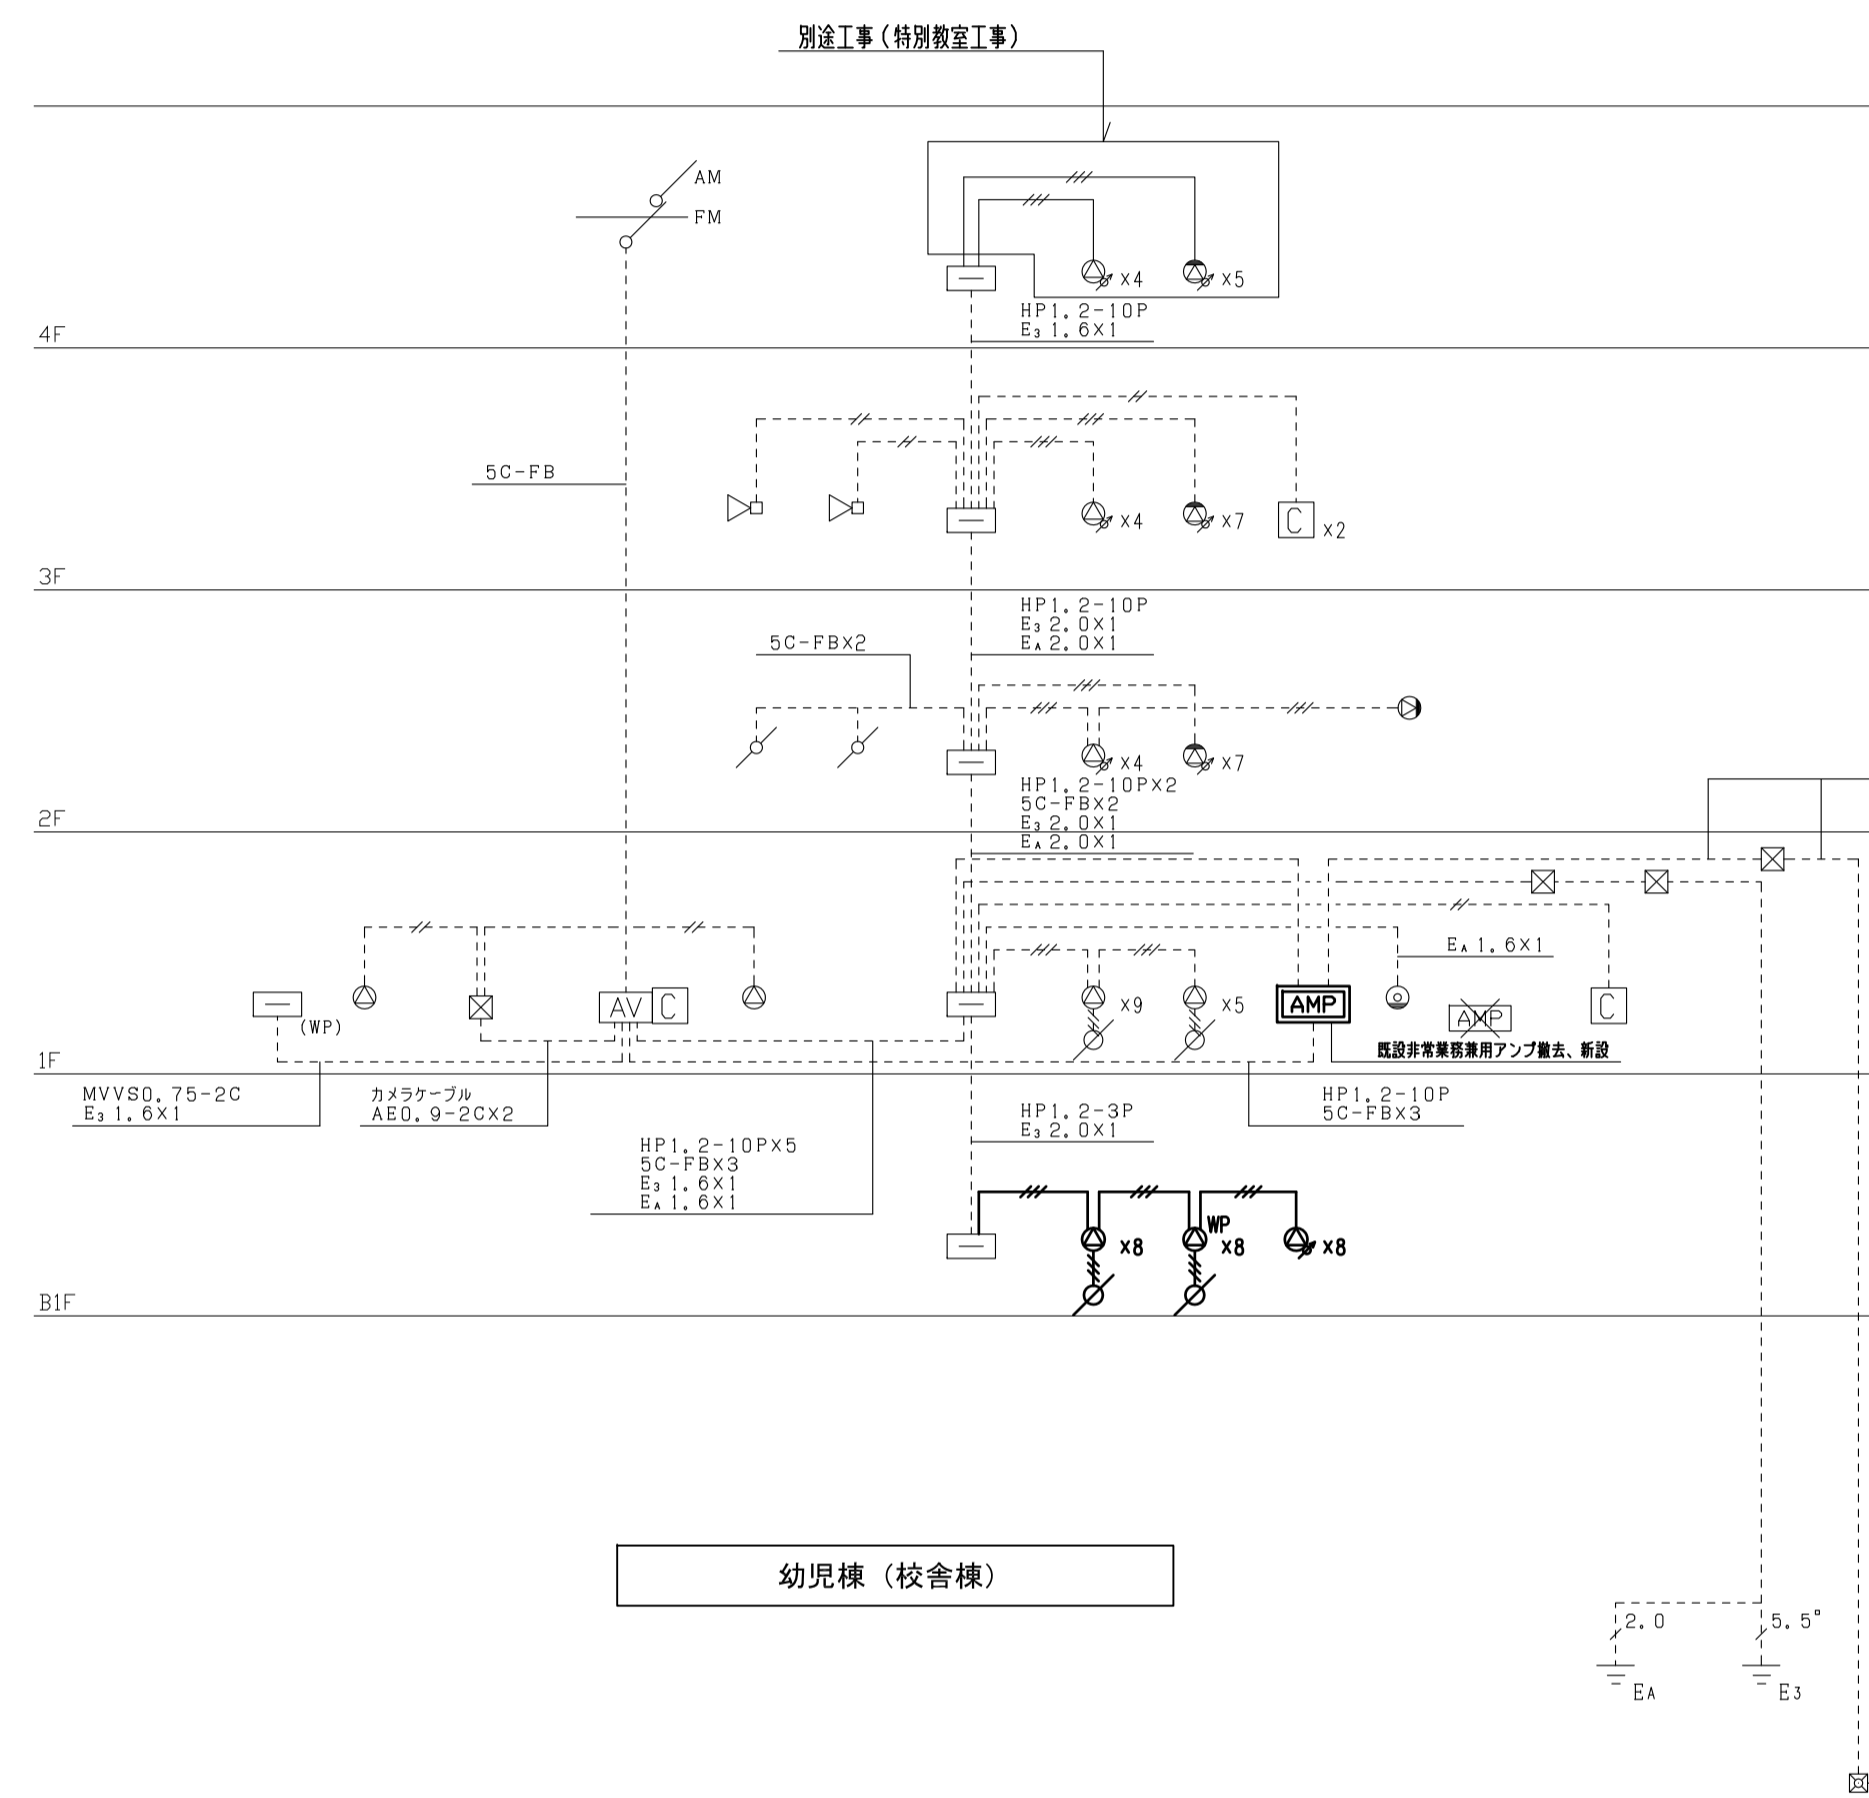 別途工事(特別教室工事)
AM
FM
x4
x5
HP1.2-10P
E3 1.6X1
4F
5C-FB
x4
x7
C
x2
3F
HP1.2-10P
E3 2.0X1
EA 2.0X1
5C-FBX2
x4
x7
HP1.2-10PX2
5C-FBX2
E3 2.0X1
EA 2.0X1
2F
EA 1.6X1
(WP)
AV
C
x9
x5
AMP
AMP
C
既設非常業務兼用アンプ撤去、新設
1F
MVVS0.75-2C
E3 1.6X1
カメラケーブル
AE0.9-2CX2
HP1.2-10P
5C-FBX3
HP1.2-3P
E3 2.0X1
HP1.2-10PX5
5C-FBX3
E3 1.6X1
EA 1.6X1
WP
x8
x8
x8
B1F
幼児棟(校舎棟)
2.0
5.5□
EA
E3